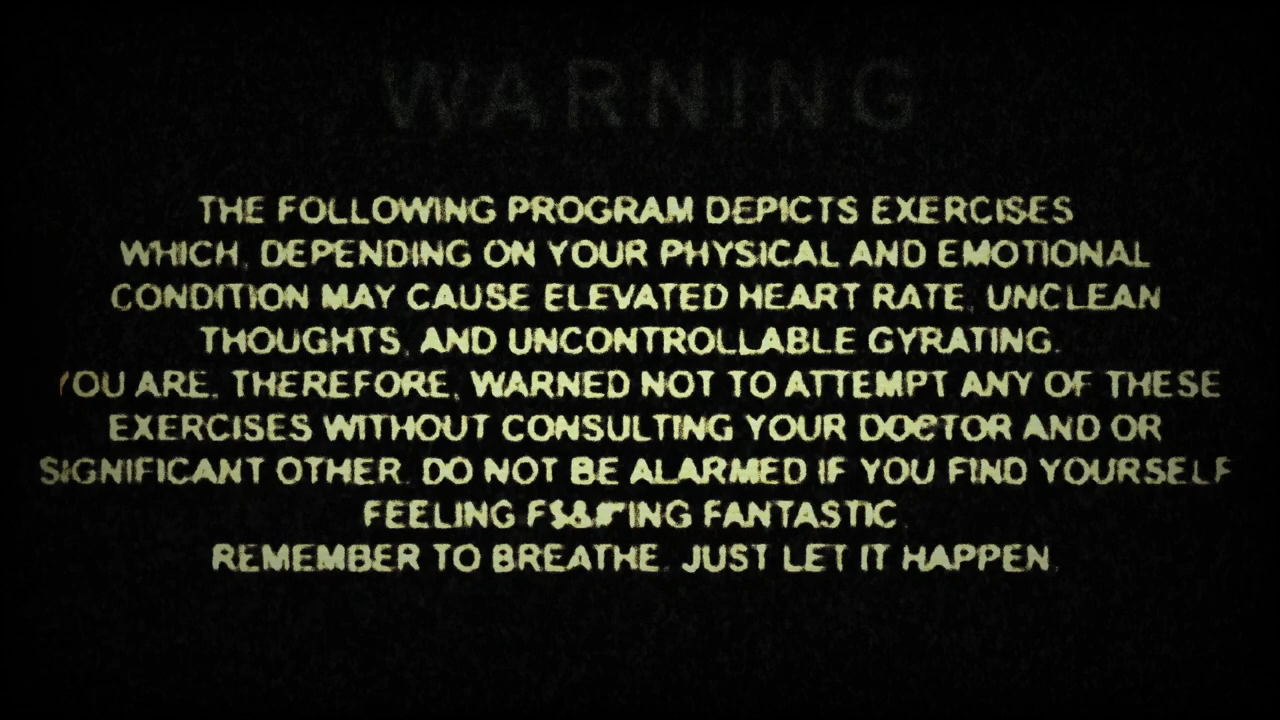 WARNING
THE FOLLOWING PROGRAM DEPICTS EXERCISES
WHICH, DEPENDING ON YOUR PHYSICAL AND EMOTIONAL
CONDITION MAY CAUSE ELEVATED HEART RATE, UNCLEAN
THOUGHTS, AND UNCONTROLLABLE GYRATING.
YOU ARE, THEREFORE, WARNED NOT TO ATTEMPT ANY OF THESE
EXERCISES WITHOUT CONSULTING YOUR DOCTOR AND OR
SIGNIFICANT OTHER. DO NOT BE ALARMED IF YOU FIND YOURSELF
FEELING F$&#ING FANTASTIC.
REMEMBER TO BREATHE. JUST LET IT HAPPEN.